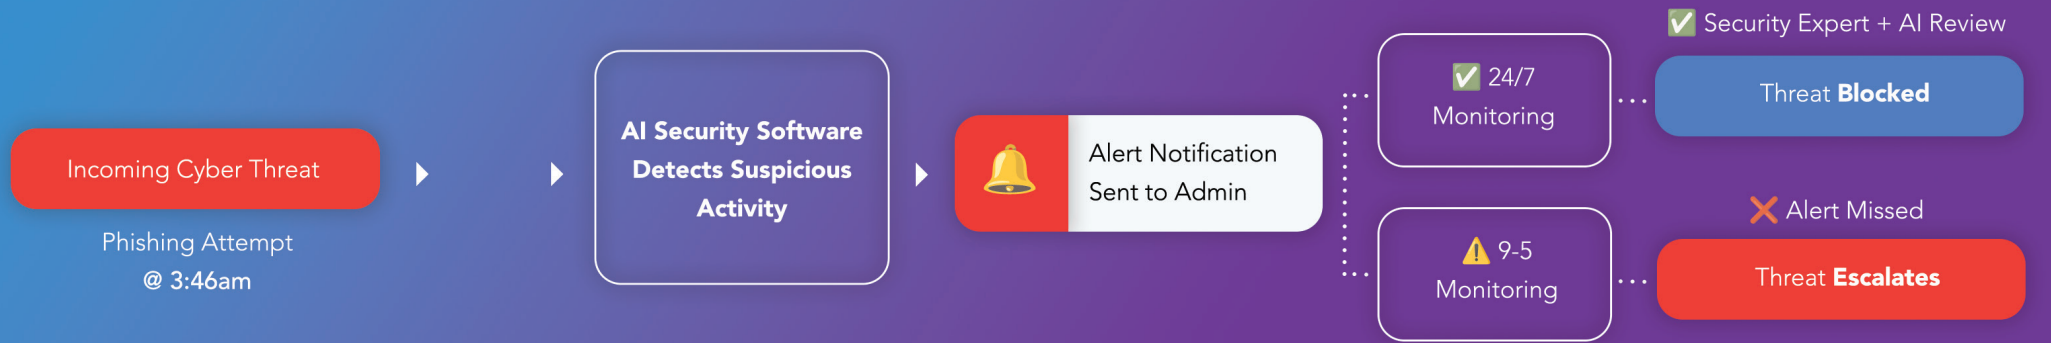 Incoming Cyber Threat
Phishing Attempt
@ 3:46am
AI Security Software
Detects Suspicious
Activity
Alert Notification
Sent to Admin
✅ 24/7
Monitoring
✅ Security Expert + AI Review
Threat Blocked
⚠️ 9-5
Monitoring
❌ Alert Missed
Threat Escalates